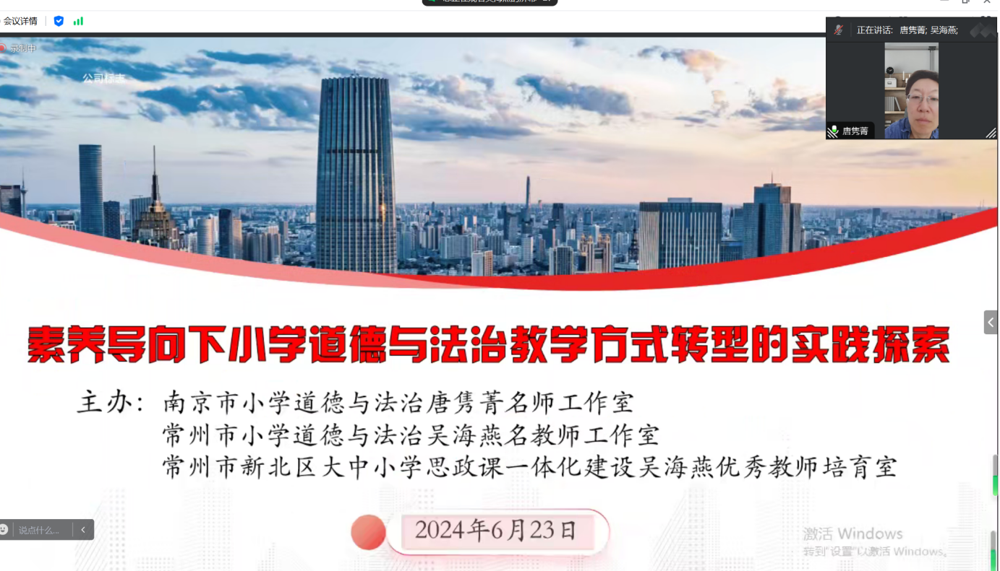 会议详情
录制中
公司标志
正在讲话: 唐隽菁; 吴海燕;
唐隽菁
素养导向下小学道德与法治教学方式转型的实践探索
主办：南京市小学道德与法治唐隽菁名师工作室
常州市小学道德与法治吴海燕名教师工作室
常州市新北区大中小学思政课一体化建设吴海燕优秀教师培育室
2024年6月23日
说点什么...
激活 Windows
转到"设置"以激活 Windows。